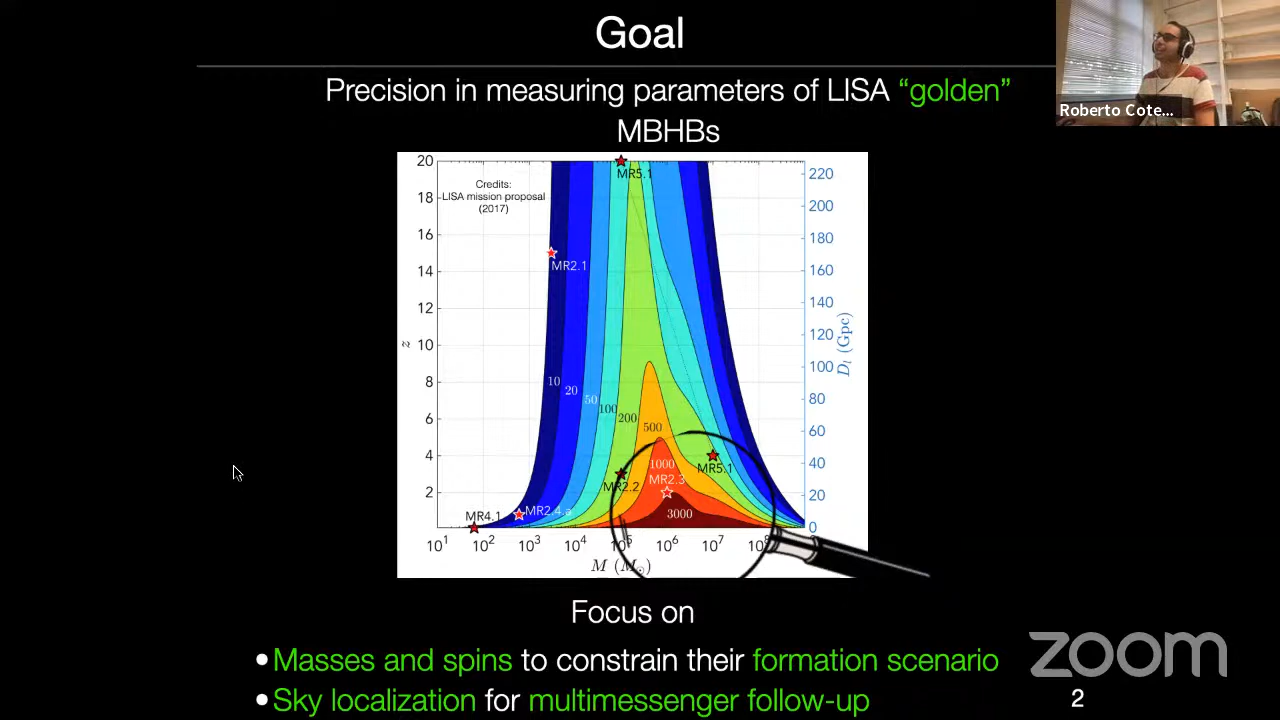 Goal
Precision in measuring parameters of LISA “golden”
MBHBs
Roberto Cote...
Credits:
LISA mission proposal
(2017)
20
18
16
14
12
10
8
6
4
2
z
220
200
180
160
140
120
100
80
60
40
20
0
D_l (Gpc)
MR5.1
MR2.1
10
20
50
100
200
500
1000
MR2.3
MR5.1
MR2.2
3000
MR4.1
MR2.4.a
10¹ 10² 10³ 10⁴ 10⁵ 10⁶ 10⁷ 10⁸
M (M☉)
Focus on
•Masses and spins to constrain their formation scenario
•Sky localization for multimessenger follow-up
zoom
2